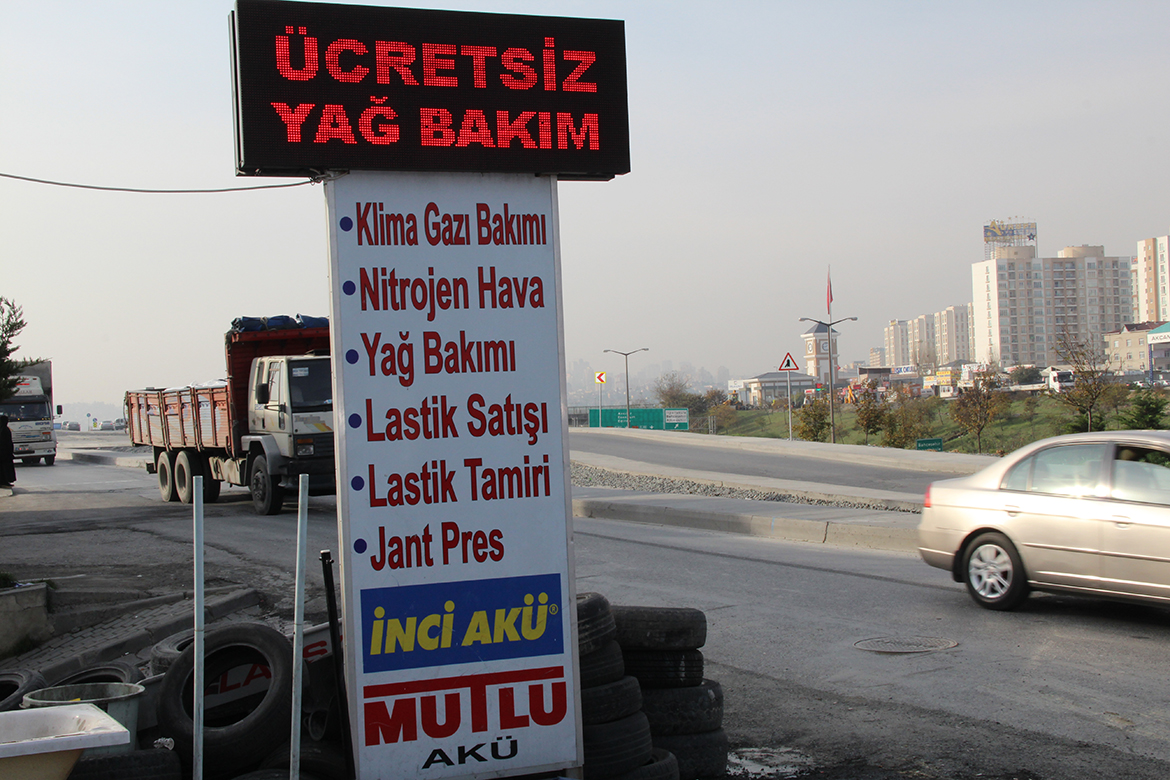 ÜCRETSİZ
YAĞ BAKIM
Klima Gazı Bakımı
Nitrojen Hava
Yağ Bakımı
Lastik Satışı
Lastik Tamiri
Jant Pres
İNCİ AKÜ®
MUTLU
AKÜ